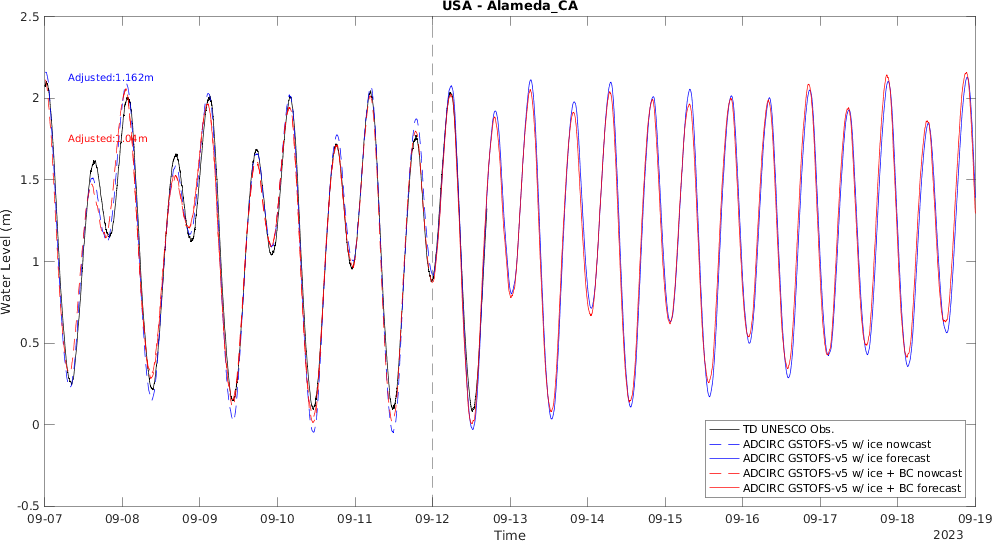 USA - Alameda_CA
2.5
2
1.5
1
0.5
0
-0.5
Water Level (m)
Adjusted:1.162m
Adjusted:1.04m
TD UNESCO Obs.
ADCIRC GSTOFS-v5 w/ ice nowcast
ADCIRC GSTOFS-v5 w/ ice forecast
ADCIRC GSTOFS-v5 w/ ice + BC nowcast
ADCIRC GSTOFS-v5 w/ ice + BC forecast
09-07 09-08 09-09 09-10 09-11 09-12 09-13 09-14 09-15 09-16 09-17 09-18 09-19
Time
2023